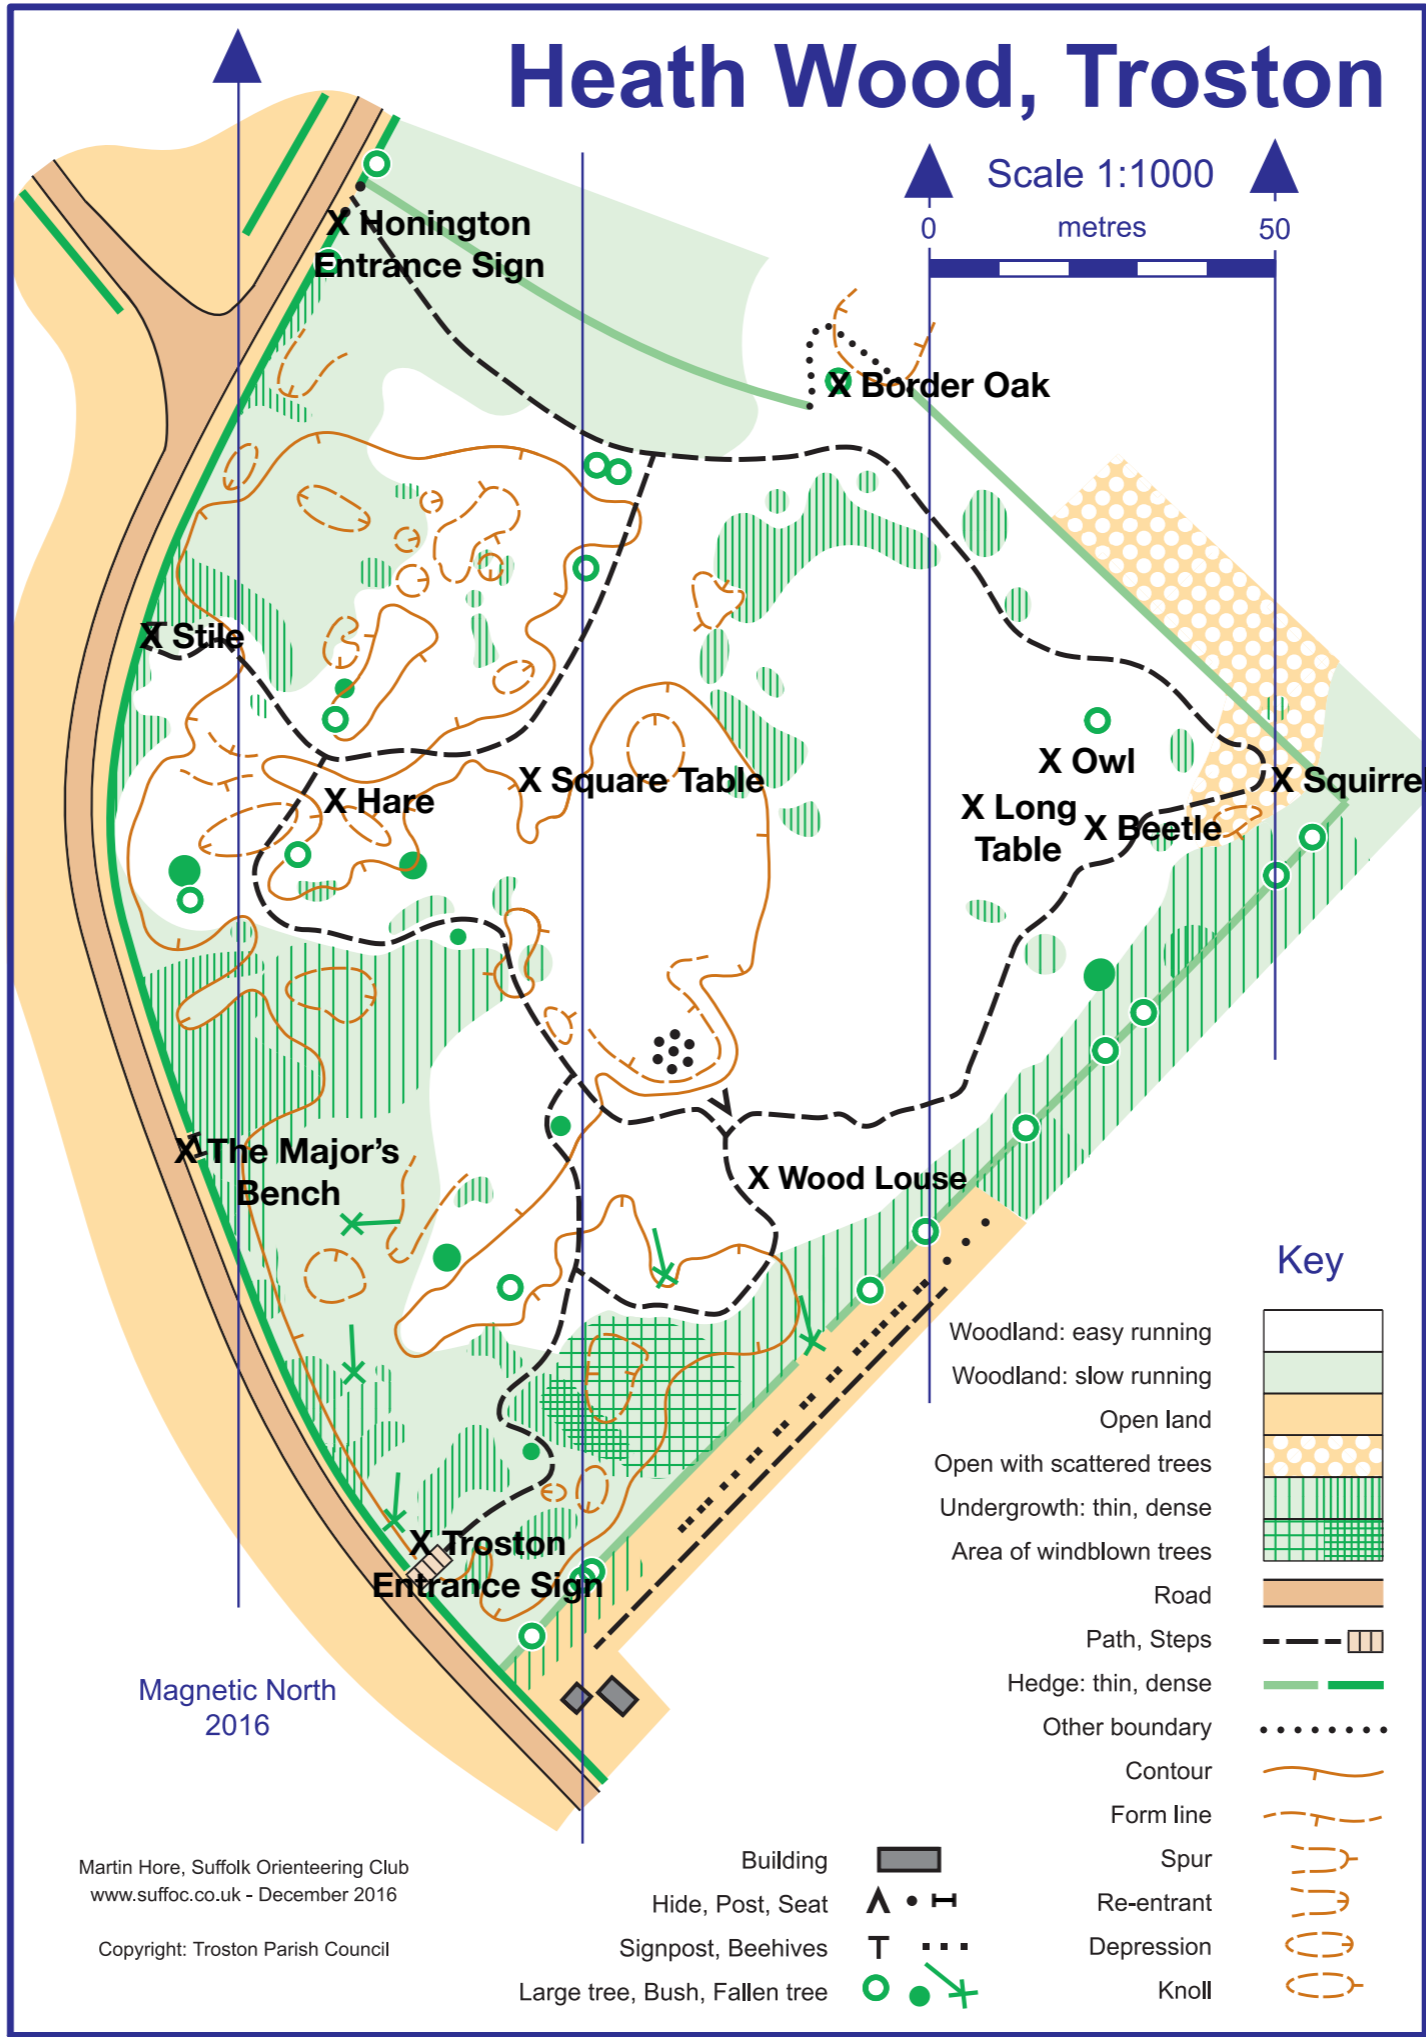 Heath Wood, Troston
Scale 1:1000
0 metres 50
X Honington
Entrance Sign
X Border Oak
X Stile
X Owl
X Square Table
X Squirre
X Hare
X Long
Table
X Beetle
X The Major's
Bench
X Wood Louse
X Troston
Entrance Sign
Magnetic North
2016
Martin Hore, Suffolk Orienteering Club
www.suffoc.co.uk - December 2016
Copyright: Troston Parish Council
Key
Woodland: easy running
Woodland: slow running
Open land
Open with scattered trees
Undergrowth: thin, dense
Area of windblown trees
Road
Path, Steps
Hedge: thin, dense
Other boundary
Contour
Form line
Spur
Re-entrant
Depression
Knoll
Building
Hide, Post, Seat
Signpost, Beehives
Large tree, Bush, Fallen tree